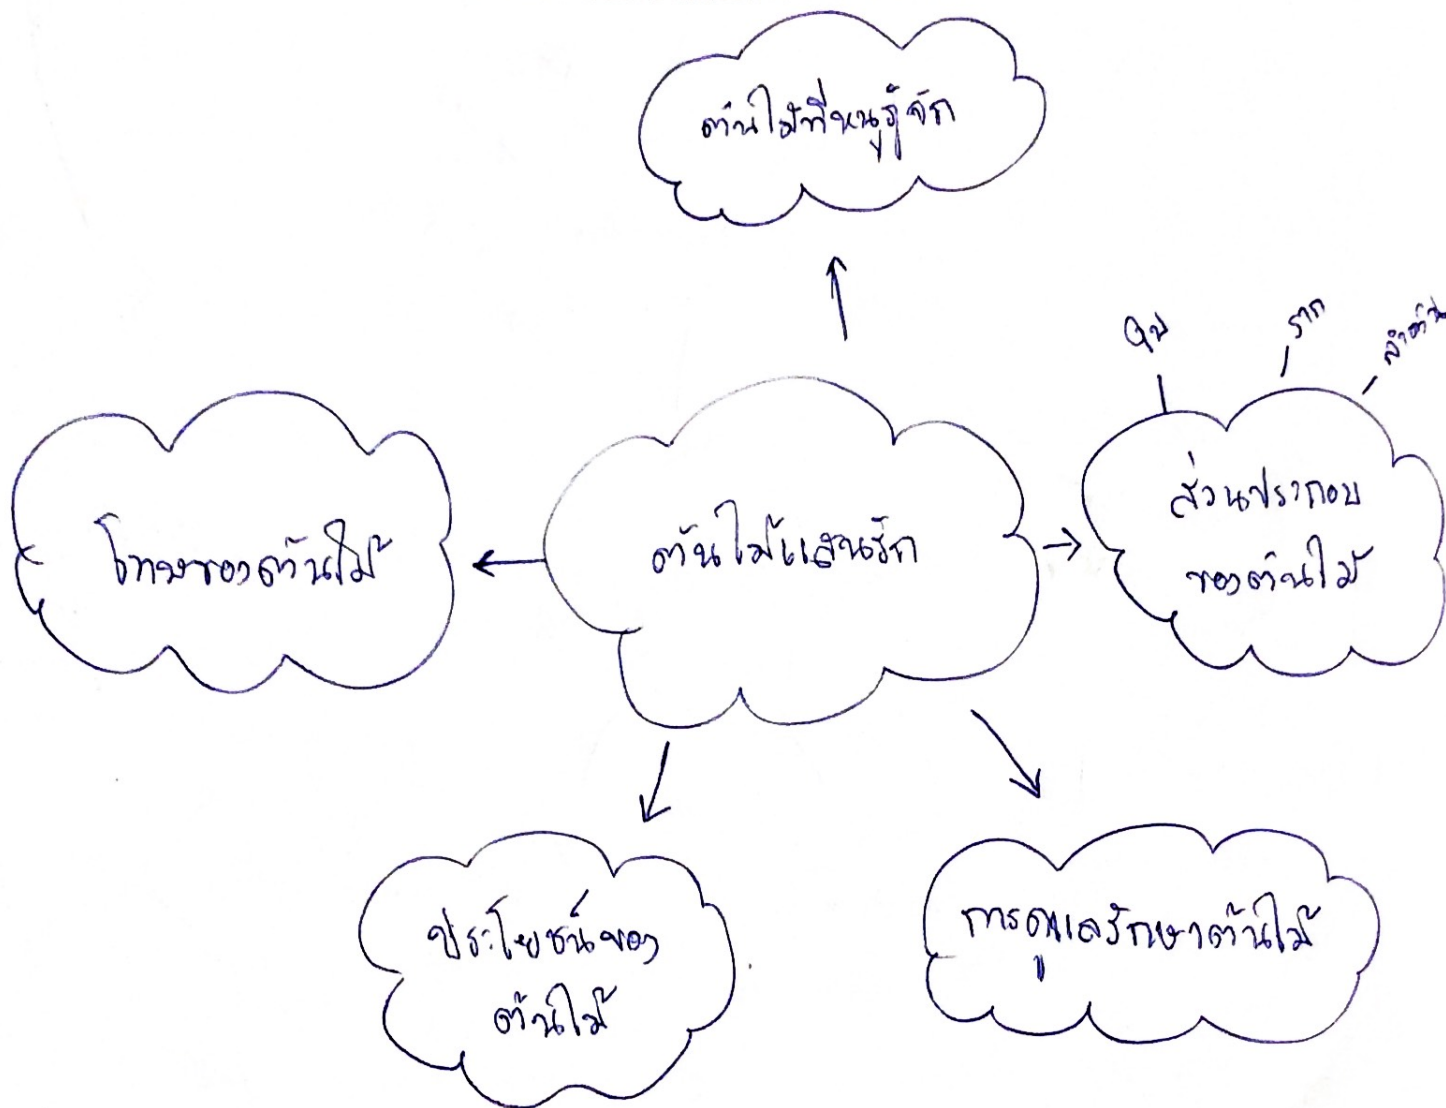 ต้นไม้ที่หนูรู้จัก
ใบ
ราก
ลำต้น
โทษของต้นไม้
ต้นไม้แสนรัก
ส่วนประกอบ
ของต้นไม้
ประโยชน์ของ
ต้นไม้
การดูแลรักษาต้นไม้